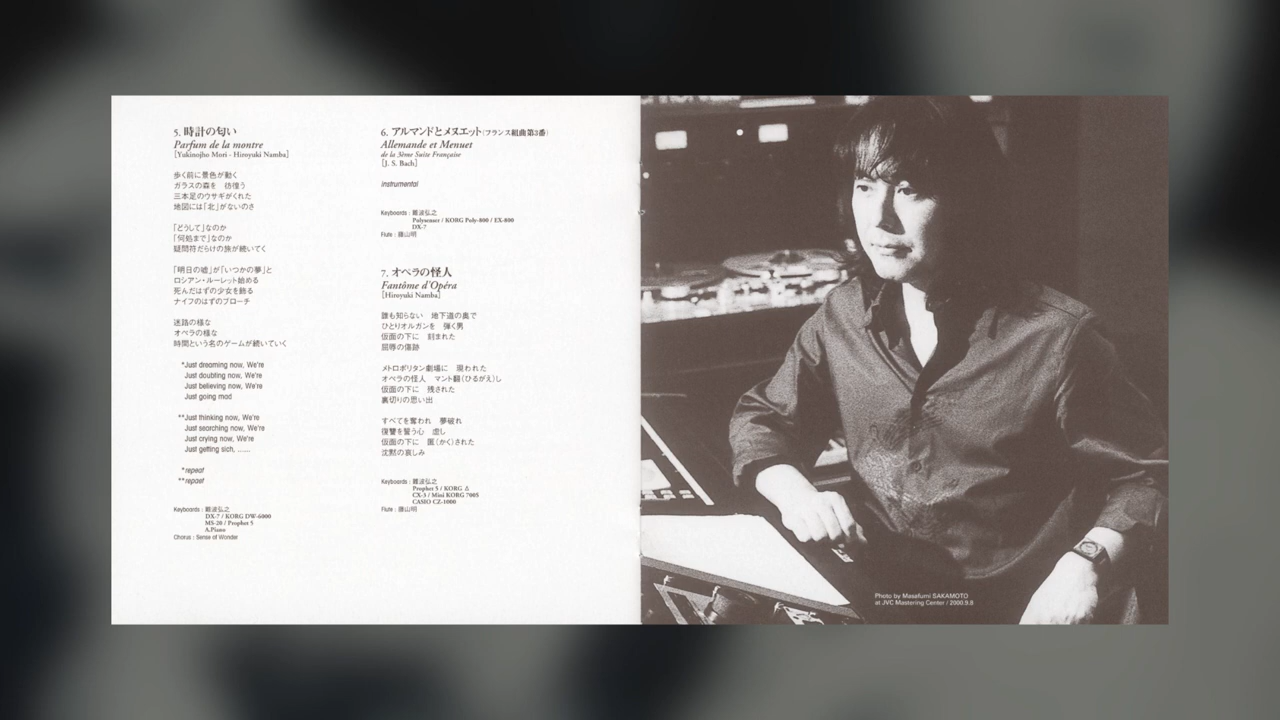 5. 時計の匂い
Parfum de la montre
[Yukinojho Mori - Hiroyuki Namba]
歩く前に景色が動く
ガラスの森を　彷徨う
三本足のウサギがくれた
地図には「北」がないのさ
「どうして」なのか
「何処まで」なのか
疑問符だらけの旅が続いてく
「明日の嘘」が「いつかの夢」と
ロシアン・ルーレット始める
死んだはずの少女を飾る
ナイフのはずのブローチ
迷路の様な
オペラの様な
時間という名のゲームが続いていく
*Just dreaming now, We're
Just doubting now, We're
Just believing now, We're
Just going mad
**Just thinking now, We're
Just searching now, We're
Just crying now, We're
Just getting sich, ......
*repeat
**repeat
Keyboards : 難波弘之
DX-7 / KORG DW-6000
MS-20 / Prophet 5
A.Piano
Chorus : Sense of Wonder
6. アルマンドとメヌエット(フランス組曲第3番)
Allemande et Menuet
de la 3ème Suite Française
[J. S. Bach]
instrumental
Keyboards : 難波弘之
Polysenser / KORG Poly-800 / EX-800
DX-7
Flute : 藤山明
7. オペラの怪人
Fantôme d'Opéra
[Hiroyuki Namba]
誰も知らない　地下道の奥で
ひとりオルガンを　弾く男
仮面の下に　刻まれた
屈辱の傷跡
メトロポリタン劇場に　現われた
オペラの怪人　マント翻(ひるがえ)し
仮面の下に　残された
裏切りの思い出
すべてを奪われ　夢破れ
復讐を誓う心　虚し
仮面の下に　匿(かく)された
沈黙の哀しみ
Keyboards : 難波弘之
Prophet 5 / KORG Δ
CX-3 / Mini KORG 700S
CASIO CZ-1000
Flute : 藤山明
Photo by Masafumi SAKAMOTO
at JVC Mastering Center / 2000.9.8